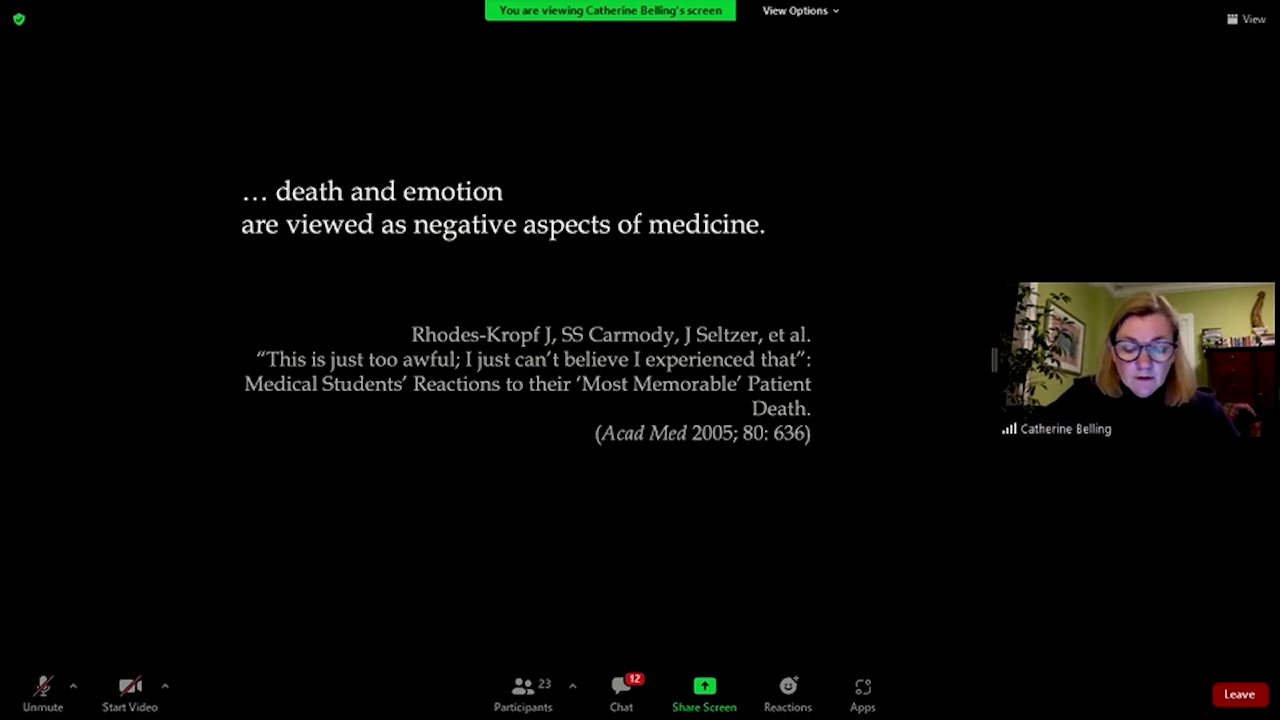 You are viewing Catherine Belling's screen
View Options
View
… death and emotion
are viewed as negative aspects of medicine.
Rhodes-Kropf J, SS Carmody, J Seltzer, et al.
“This is just too awful; I just can’t believe I experienced that”:
Medical Students’ Reactions to their ‘Most Memorable’ Patient
Death.
(Acad Med 2005; 80: 636)
Catherine Belling
Unmute
Start Video
23
Participants
12
Chat
Share Screen
Reactions
Apps
Leave